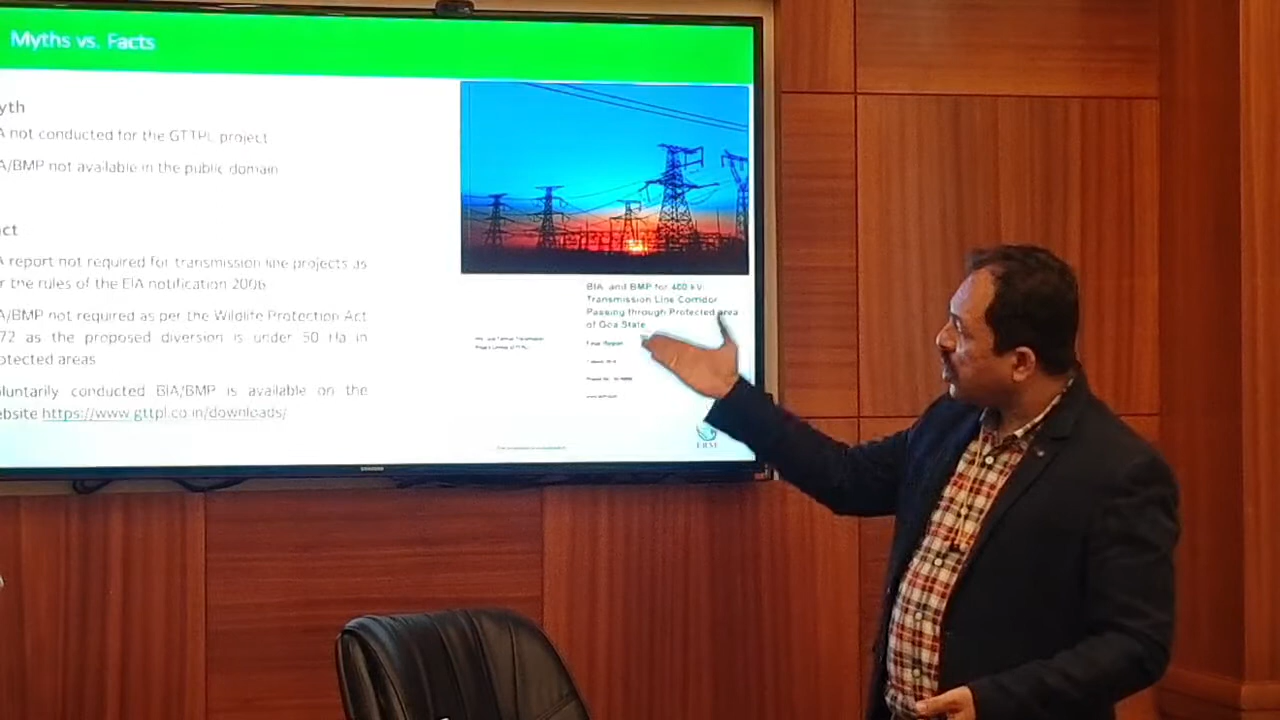 Myths vs. Facts
yth
A not conducted for the GTTPL project
A/BMP not available in the public domain
ct
A report not required for transmission line projects as
r the rules of the EIA notification 2006
A/BMP not required as per the Wildlife Protection Act
72 as the proposed diversion is under 50 Ha in
otected areas
luntarily conducted BIA/BMP is available on the
ebsite https://www.gttpl.co.in/downloads/
BIA and BMP for 400 kV
Transmission Line Corridor
Passing through Protected area
of Goa State
Final Report
ERM
SAMSUNG